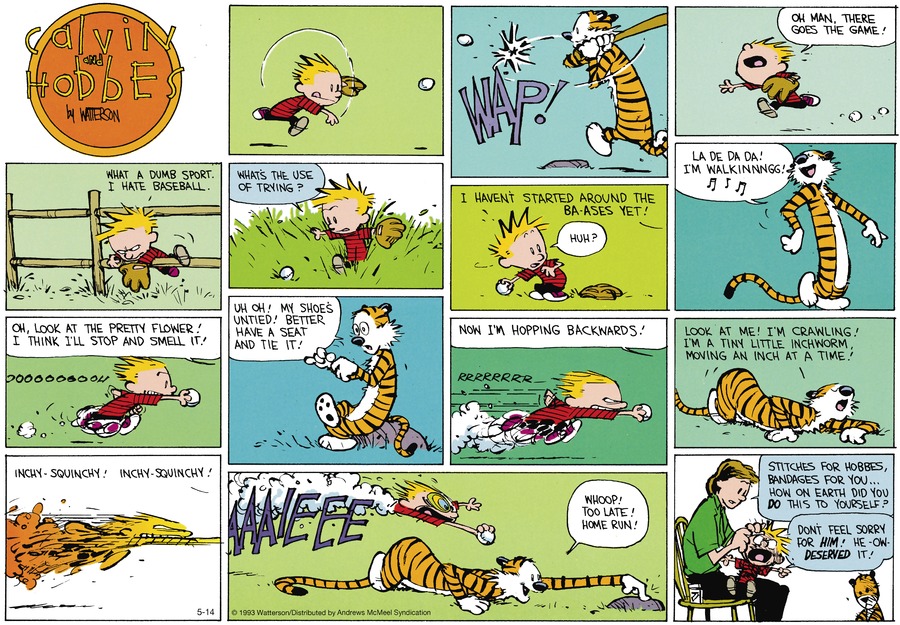 Calvin
and
HObbES
by WATTERSON
WAP!
OH MAN, THERE
GOES THE GAME!
WHAT A DUMB SPORT.
I HATE BASEBALL.
WHAT'S THE USE
OF TRYING?
I HAVEN'T STARTED AROUND THE
BA-ASES YET!
HUH?
LA DE DA DA!
I'M WALKINNNGG!
OH, LOOK AT THE PRETTY FLOWER!
I THINK I'LL STOP AND SMELL IT!
UH OH! MY SHOE'S
UNTIED! BETTER
HAVE A SEAT
AND TIE IT!
NOW I'M HOPPING BACKWARDS!
RRRRRRRR
LOOK AT ME! I'M CRAWLING!
I'M A TINY LITTLE INCHWORM,
MOVING AN INCH AT A TIME!
INCHY-SQUINCHY! INCHY-SQUINCHY!
5-14
AAAIEEE
WHOOP!
TOO LATE!
HOME RUN!
© 1993 Watterson/Distributed by Andrews McMeel Syndication
STITCHES FOR HOBBES,
BANDAGES FOR YOU...
HOW ON EARTH DID YOU
DO THIS TO YOURSELF?
DON'T FEEL SORRY
FOR HIM! HE -OW-
DESERVED IT!